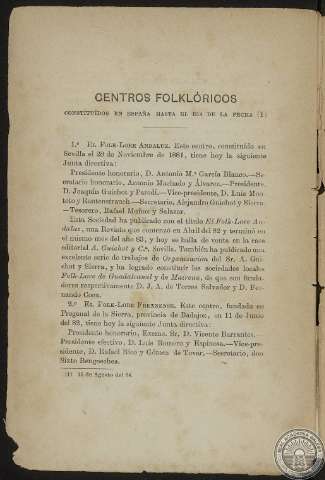 CENTROS FOLKLÓRICOS
CONSTITUÍDOS EN ESPAÑA HASTA EL DÍA DE LA FECHA (1)
1.º EL FOLK-LORE ANDALUZ. Este centro, constituído en
Sevilla el 28 de Noviembre de 1881, tiene hoy la siguiente
Junta directiva:
Presidente honorario, D. Antonio M.ª García Blanco.—Se-
cretario honorario, Antonio Machado y Álvarez.—Presidente,
D. Joaquín Guichot y Parodi.—Vice-presidente, D. Luis Mon-
toto y Rautenstrauch.—Secretario, Alejandro Guichot y Sierra.
—Tesorero, Rafael Muñoz y Salazar.
Esta Sociedad ha publicado con el título El Folk-Lore An-
daluz, una Revista que comenzó en Abril del 82 y terminó en
el mismo mes del año 83, y hoy se halla de venta en la casa
editorial A. Guichot y C.ª, Sevilla. También ha publicado una
excelente serie de trabajos de Organización del Sr. A. Gui-
chot y Sierra, y ha logrado constituir las sociedades locales
Folk-Lore de Guadalcanal y de Mairena, de que son funda-
dores respectivamente D. J. A. de Torres Salvador y D. Fer-
nando Goes.
2.º EL FOLK-LORE FREXNENSE. Este centro, fundado en
Fregenal de la Sierra, provincia de Badajoz, en 11 de Junio
del 82, tiene hoy la siguiente Junta directiva:
Presidente honorario, Excmo. Sr. D. Vicente Barrantes.—
Presidente efectivo, D. Luis Romero y Espinosa.—Vice-pre-
sidente, D. Rafael Rico y Gómez de Terán.—Secretario, don
Sixto Bengoechea.
(1) 15 de Agosto del 84.